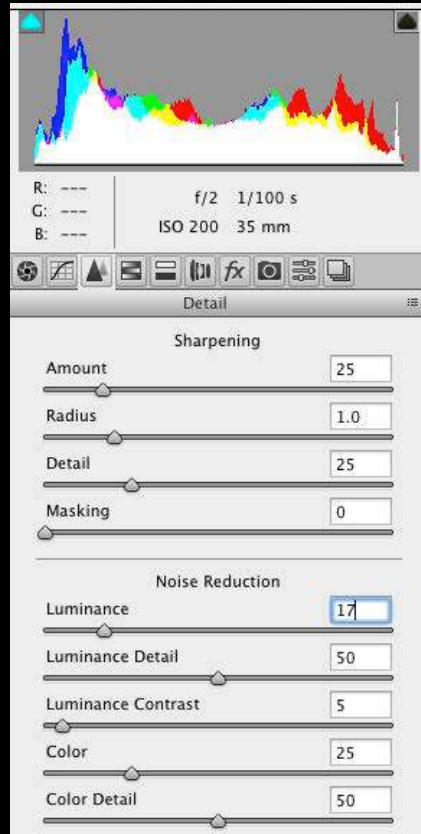 R: ---
G: ---
B: ---
f/2 1/100 s
ISO 200 35 mm
fx
Detail
Sharpening
Amount 25
Radius 1.0
Detail 25
Masking 0
Noise Reduction
Luminance 17
Luminance Detail 50
Luminance Contrast 5
Color 25
Color Detail 50